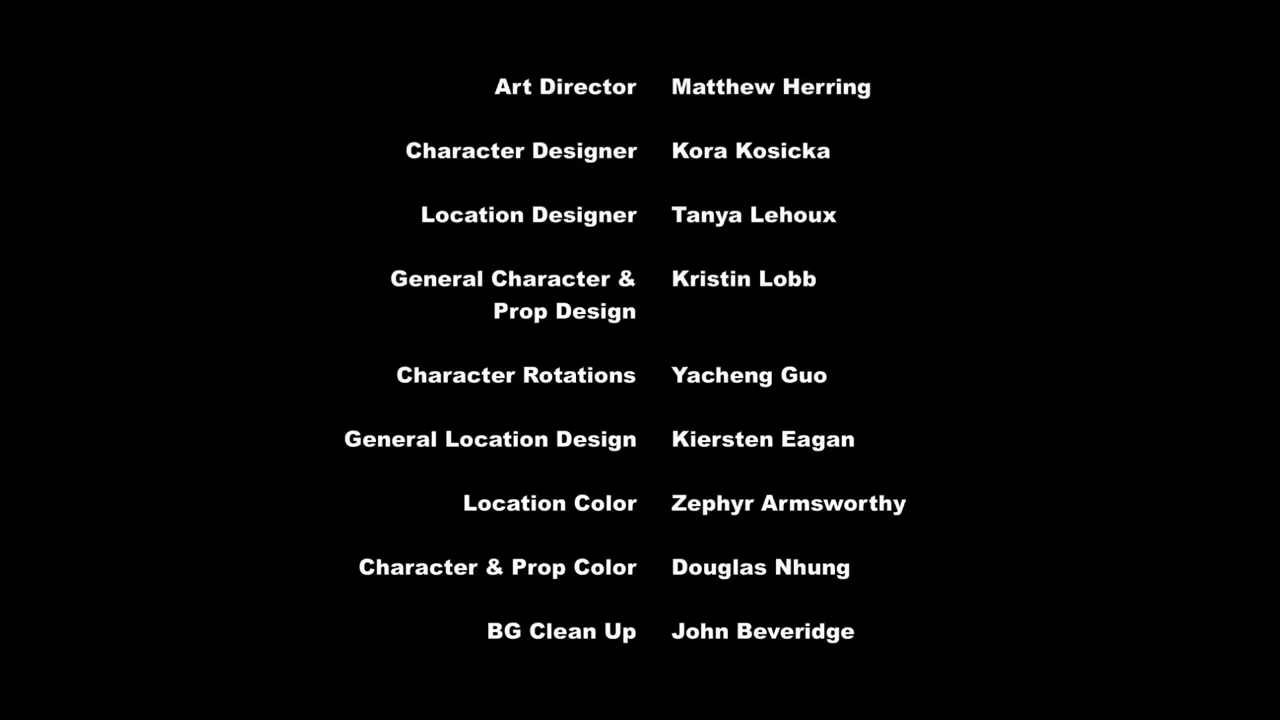 Art Director Matthew Herring
Character Designer Kora Kosicka
Location Designer Tanya Lehoux
General Character & Kristin Lobb
Prop Design
Character Rotations Yacheng Guo
General Location Design Kiersten Eagan
Location Color Zephyr Armsworthy
Character & Prop Color Douglas Nhung
BG Clean Up John Beveridge